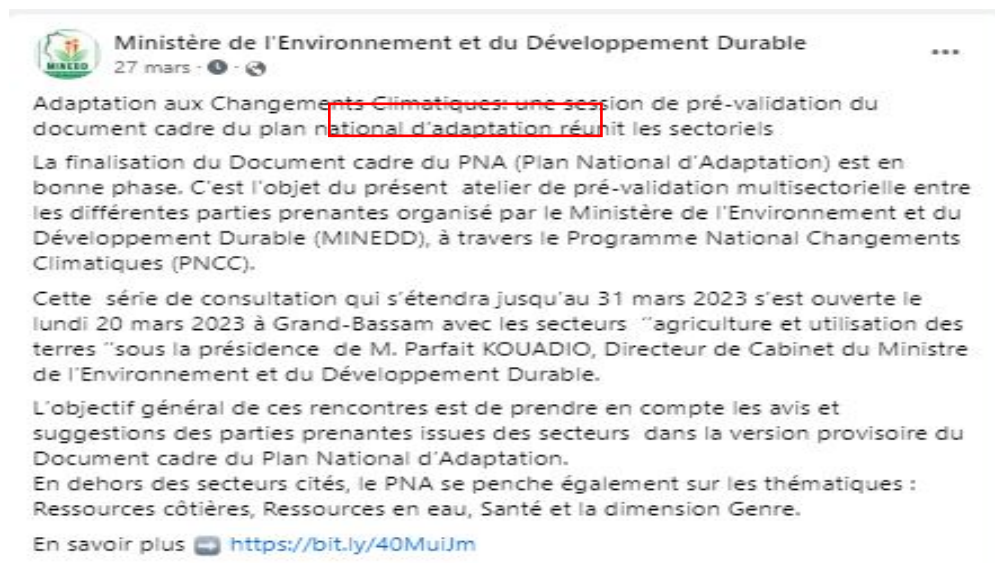 MINEDD
Ministère de l'Environnement et du Développement Durable
27 mars ·
Adaptation aux Changements Climatiques: une session de pré-validation du
document cadre du plan national d'adaptation réunit les sectoriels
La finalisation du Document cadre du PNA (Plan National d'Adaptation) est en
bonne phase. C'est l'objet du présent atelier de pré-validation multisectorielle entre
les différentes parties prenantes organisé par le Ministère de l'Environnement et du
Développement Durable (MINEDD), à travers le Programme National Changements
Climatiques (PNCC).
Cette série de consultation qui s'étendra jusqu'au 31 mars 2023 s'est ouverte le
lundi 20 mars 2023 à Grand-Bassam avec les secteurs ¨agriculture et utilisation des
terres ¨sous la présidence de M. Parfait KOUADIO, Directeur de Cabinet du Ministre
de l'Environnement et du Développement Durable.
L'objectif général de ces rencontres est de prendre en compte les avis et
suggestions des parties prenantes issues des secteurs dans la version provisoire du
Document cadre du Plan National d'Adaptation.
En dehors des secteurs cités, le PNA se penche également sur les thématiques :
Ressources côtières, Ressources en eau, Santé et la dimension Genre.
En savoir plus ➡ https://bit.ly/40MuiJm